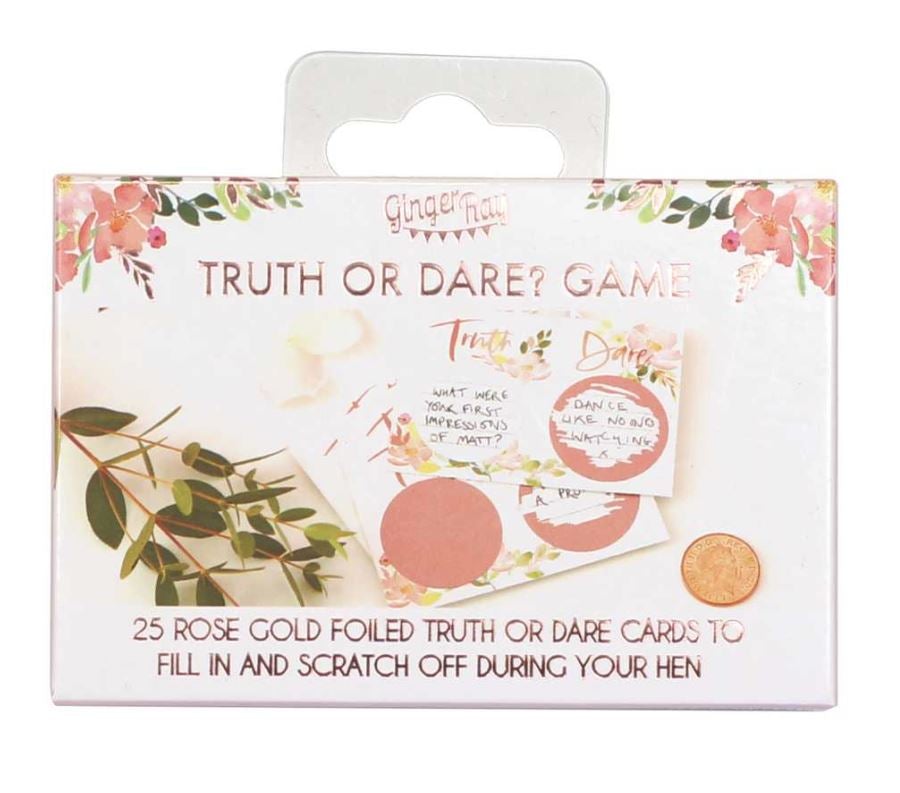 Ginger Ray
TRUTH OR DARE? GAME
Truth
Dare
WHAT WERE
YOUR FIRST
IMPRESSIONS
OF MATT?
DANCE
LIKE NO ONE
WATCHING
A
25 ROSE GOLD FOILED TRUTH OR DARE CARDS TO
FILL IN AND SCRATCH OFF DURING YOUR HEN